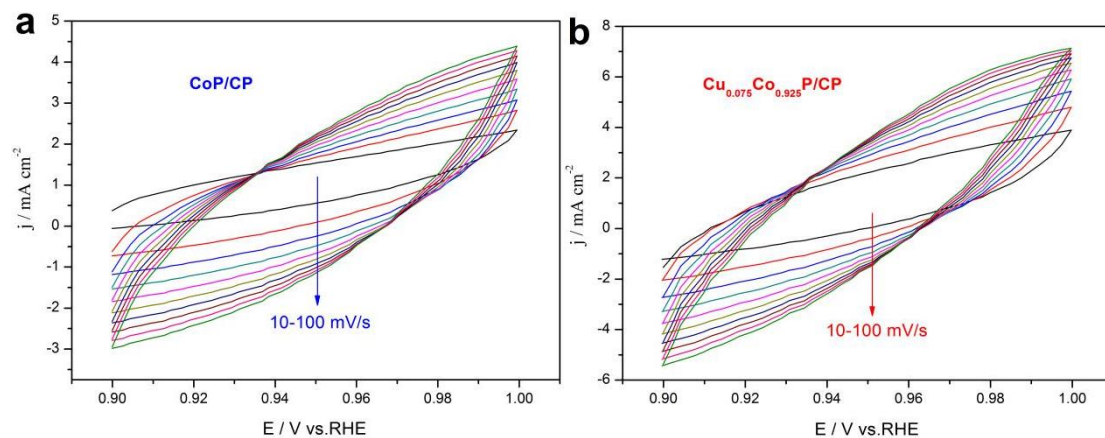 a
5
4
3
2
1
0
-1
-2
-3
j / mA cm⁻²
CoP/CP
10-100 mV/s
0.90 0.92 0.94 0.96 0.98 1.00
E / V vs.RHE
b
8
6
4
2
0
-2
-4
-6
j / mA cm⁻²
Cu₀.₀₇₅Co₀.₉₂₅P/CP
10-100 mV/s
0.90 0.92 0.94 0.96 0.98 1.00
E / V vs.RHE